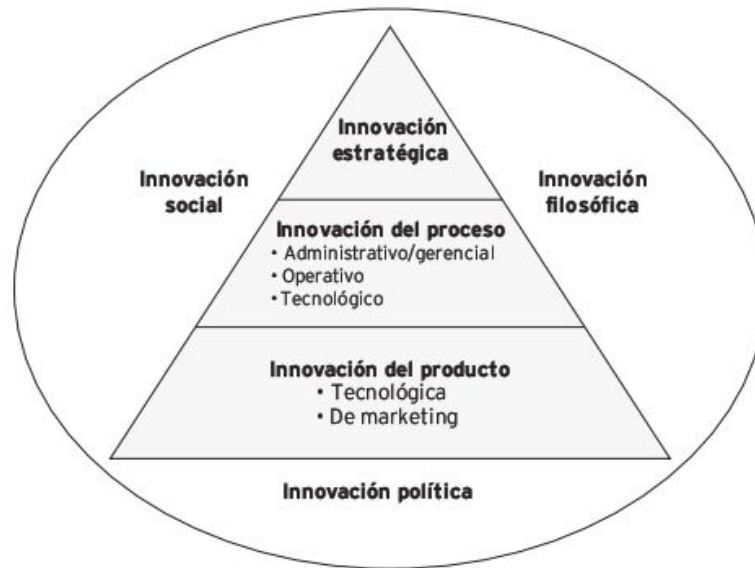 Innovación
estratégica
Innovación
social
Innovación
filosófica
Innovación del proceso
• Administrativo/gerencial
• Operativo
• Tecnológico
Innovación del producto
• Tecnológica
• De marketing
Innovación política